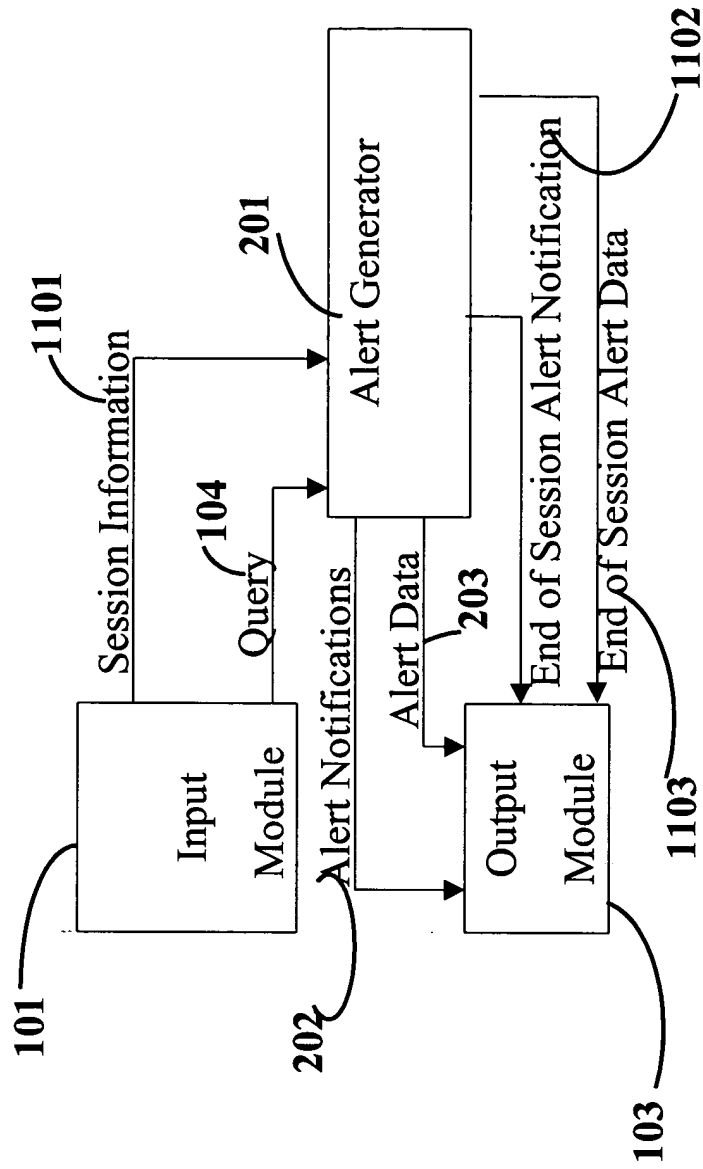 101
Input
Module
Session Information
1101
Query
104
201
Alert Generator
202
Alert Notifications
Alert Data
203
Output
Module
103
End of Session Alert Notification
1102
End of Session Alert Data
1103